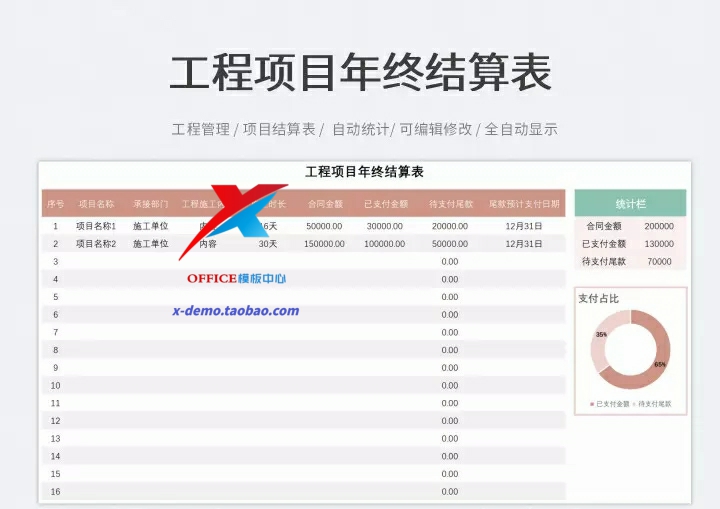 工程项目年终结算表
工程管理 / 项目结算表 / 自动统计/ 可编辑修改 / 全自动显示
工程项目年终结算表
序号 项目名称 承接部门 工程施工 时长 合同金额 已支付金额 待支付尾款 尾款预计支付日期
1 项目名称1 施工单位 内 6天 50000.00 30000.00 20000.00 12月31日
2 项目名称2 施工单位 内容 30天 150000.00 100000.00 50000.00 12月31日
3 0.00
4 0.00
5 0.00
6 0.00
7 0.00
8 0.00
9 0.00
10 0.00
11 0.00
12 0.00
13 0.00
14 0.00
15 0.00
16 0.00
OFFICE模板中心
x-demo.taobao.com
统计栏
合同金额 200000
已支付金额 130000
待支付尾款 70000
支付占比
35%
65%
已支付金额 待支付尾款